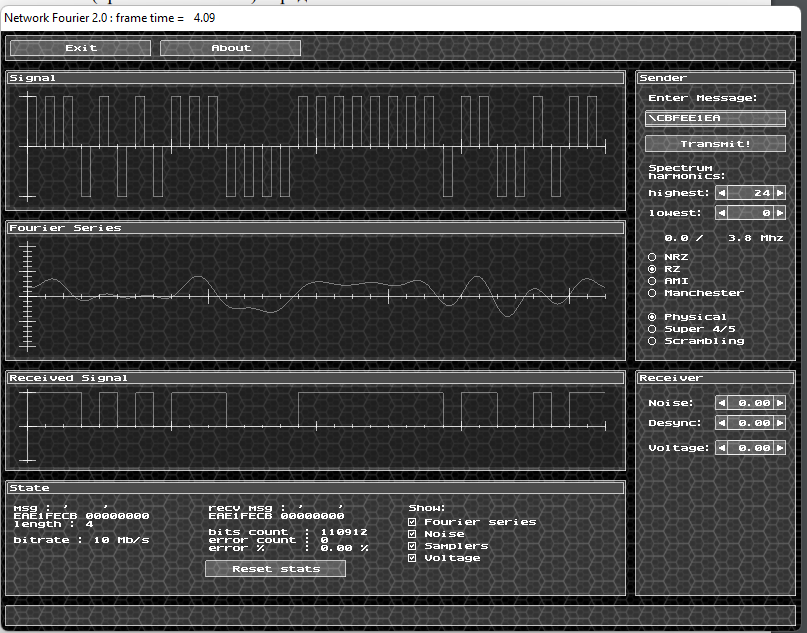 Network Fourier 2.0 : frame time = 4.09
Exit About
Signal
Fourier Series
Received Signal
State
msg : ' '
EAE1FECB 00000000
length : 4
bitrate : 10 Mb/s
recv msg : ' '
EAE1FECB 00000000
bits count : 110912
error count : 0
error % : 0.00 %
Reset stats
Show:
Fourier series
Noise
Samplers
Voltage
Sender
Enter Message:
\CBFEE1EA
Transmit!
Spectrum
harmonics:
highest: 24
lowest: 0
0.0 / 3.8 Mhz
NRZ
RZ
AMI
Manchester
Physical
Super 4/5
Scrambling
Receiver
Noise: 0.00
Desync: 0.00
Voltage: 0.00